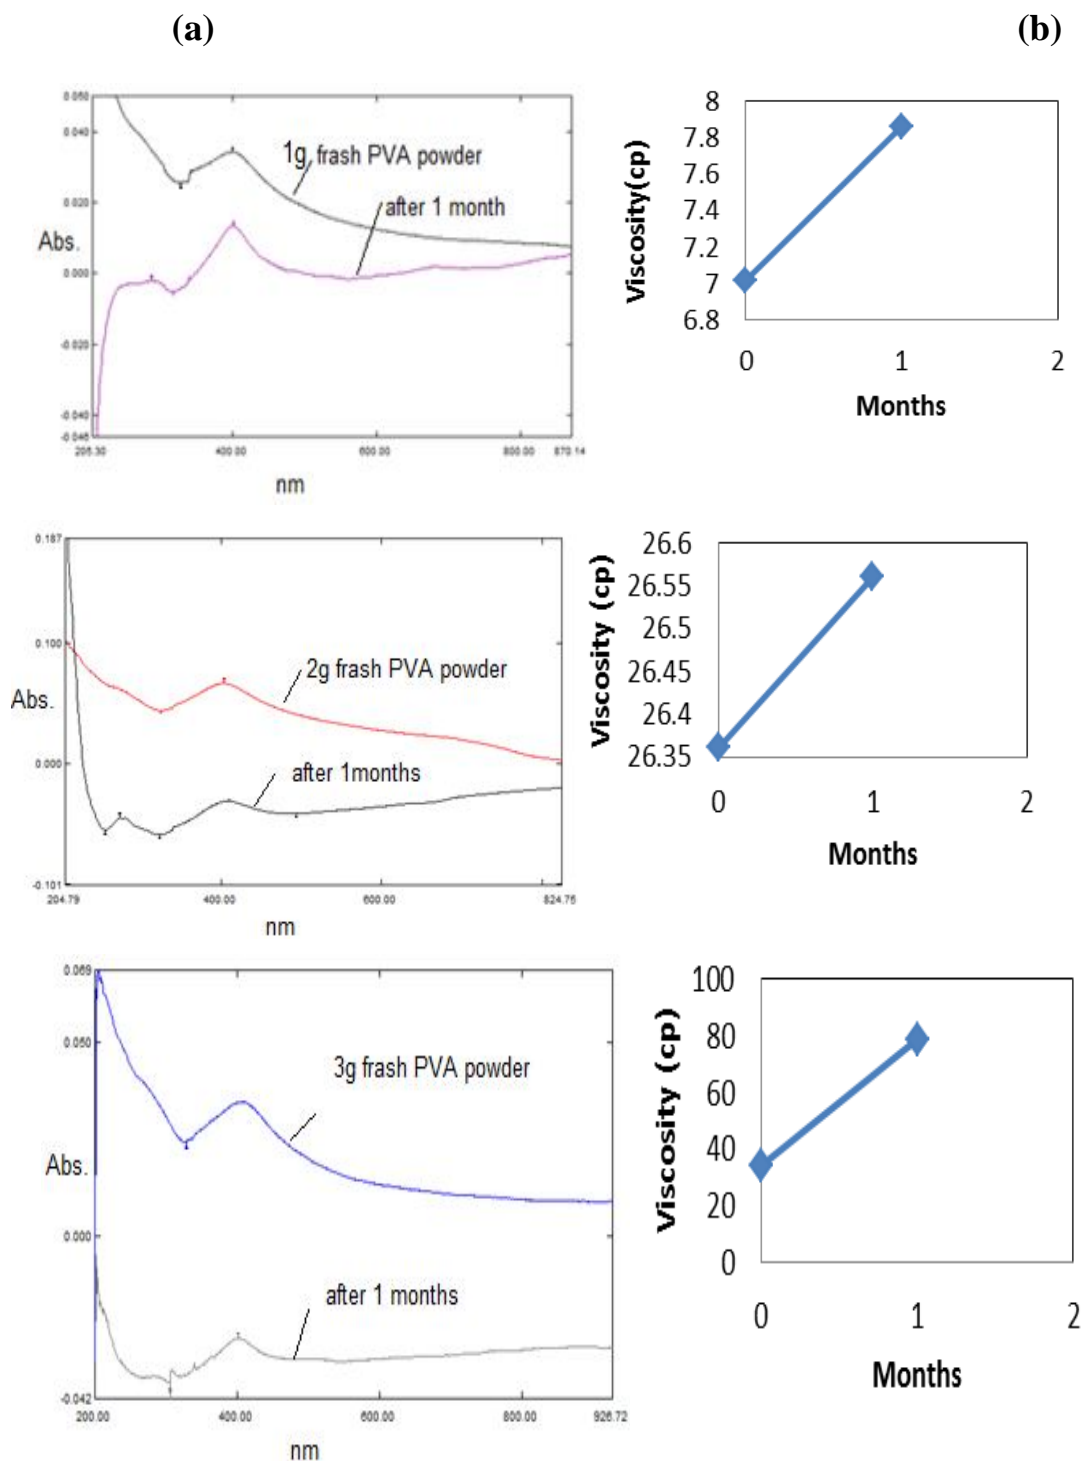 (a)
(b)
0.050
0.040
0.020
0.000
-0.020
-0.040
-0.046
Abs.
1g frash PVA powder
after 1 month
205.30 400.00 600.00 800.00 870.14
nm
8
7.8
7.6
7.4
7.2
7
6.8
Viscosity(cp)
0 1 2
Months
0.187
0.100
0.000
-0.101
Abs.
2g frash PVA powder
after 1months
204.79 400.00 600.00 824.75
nm
26.6
26.55
26.5
26.45
26.4
26.35
Viscosity (cp)
0 1 2
Months
0.069
0.050
0.000
-0.042
Abs.
3g frash PVA powder
after 1 months
200.00 400.00 600.00 800.00 926.72
nm
100
80
60
40
20
0
Viscosity (cp)
0 1 2
Months